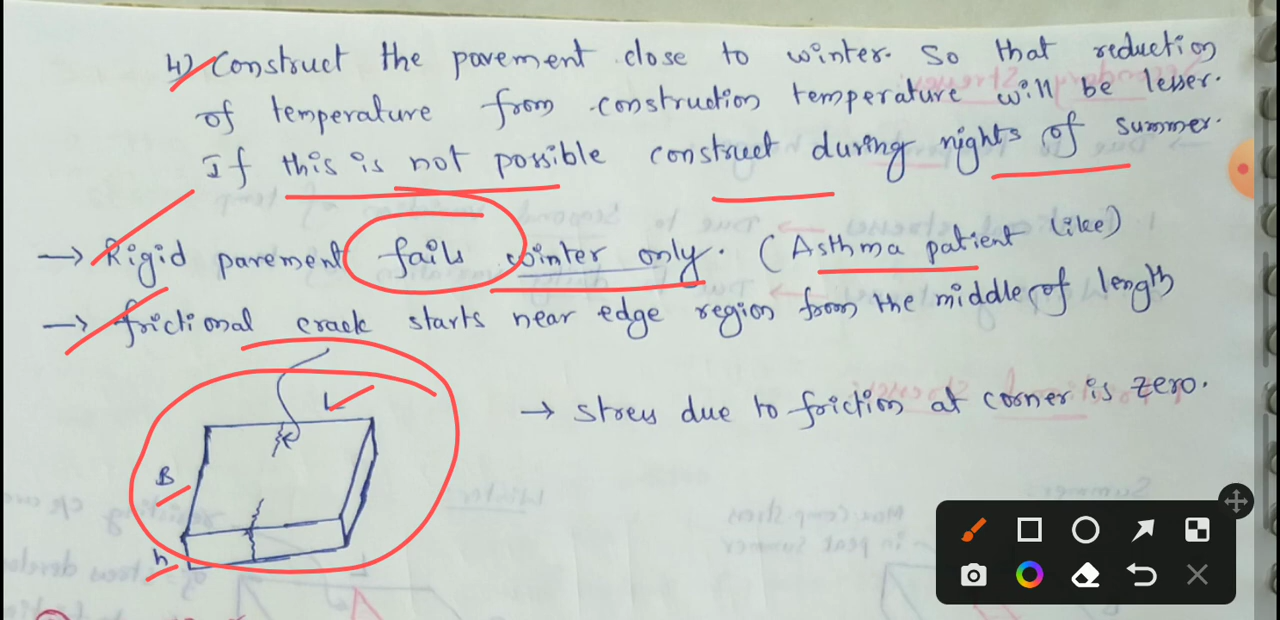 4) Construct the pavement close to winter. So that reduction
of temperature from construction temperature will be lesser.
If this is not possible construct during nights of summer.
→ Rigid pavement fails winter only. (Asthma patient like)
→ frictional crack starts near edge region from the middle of length
L
→ stress due to friction at corner is zero.
B
h